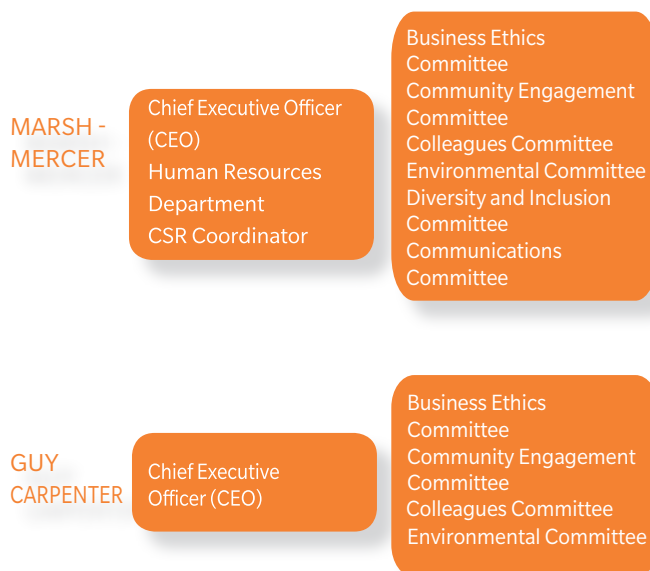 MARSH -
MERCER
Chief Executive Officer
(CEO)
Human Resources
Department
CSR Coordinator
Business Ethics
Committee
Community Engagement
Committee
Colleagues Committee
Environmental Committee
Diversity and Inclusion
Committee
Communications
Committee
GUY
CARPENTER
Chief Executive
Officer (CEO)
Business Ethics
Committee
Community Engagement
Committee
Colleagues Committee
Environmental Committee